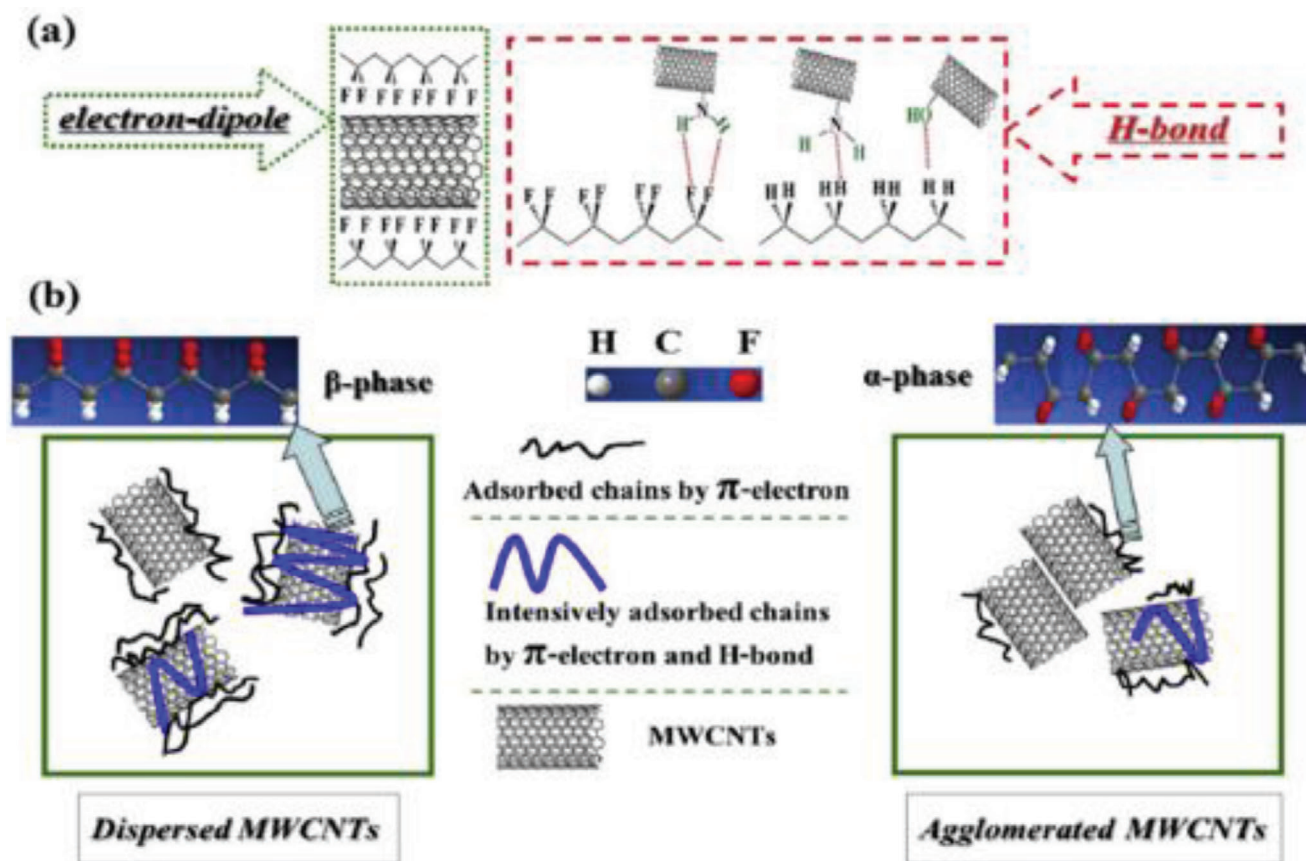 (a)
electron-dipole
F F F F F F F F
F F F F F F F F
N
H H
F F F F F F F F
N
H H
H H H H H H H H
HO
H-bond
(b)
β-phase
H C F
α-phase
Adsorbed chains by π-electron
Intensively adsorbed chains
by π-electron and H-bond
MWCNTs
Dispersed MWCNTs
Agglomerated MWCNTs